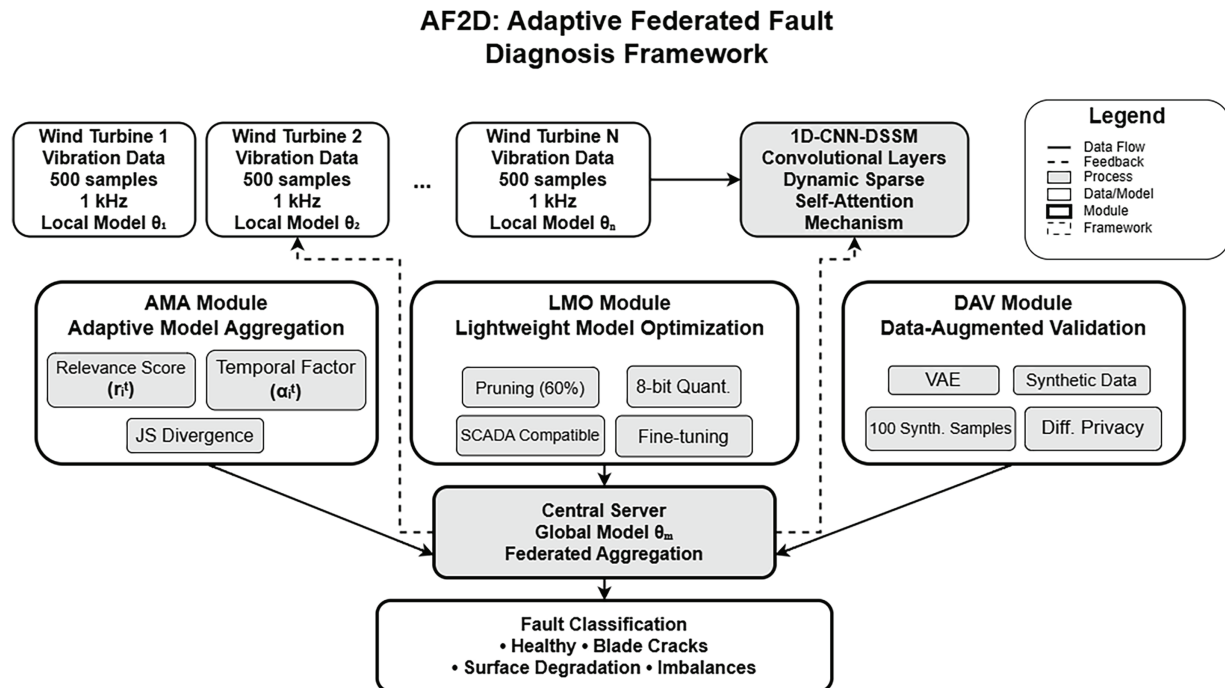 AF2D: Adaptive Federated Fault
Diagnosis Framework
Wind Turbine 1
Vibration Data
500 samples
1 kHz
Local Model θ₁
Wind Turbine 2
Vibration Data
500 samples
1 kHz
Local Model θ₂
...
Wind Turbine N
Vibration Data
500 samples
1 kHz
Local Model θₙ
1D-CNN-DSSM
Convolutional Layers
Dynamic Sparse
Self-Attention
Mechanism
Legend
Data Flow
Feedback
Process
Data/Model
Module
Framework
AMA Module
Adaptive Model Aggregation
Relevance Score
(rᵢᵗ)
Temporal Factor
(αᵢᵗ)
JS Divergence
LMO Module
Lightweight Model Optimization
Pruning (60%)
8-bit Quant.
SCADA Compatible
Fine-tuning
DAV Module
Data-Augmented Validation
VAE
Synthetic Data
100 Synth. Samples
Diff. Privacy
Central Server
Global Model θₘ
Federated Aggregation
Fault Classification
• Healthy • Blade Cracks
• Surface Degradation • Imbalances